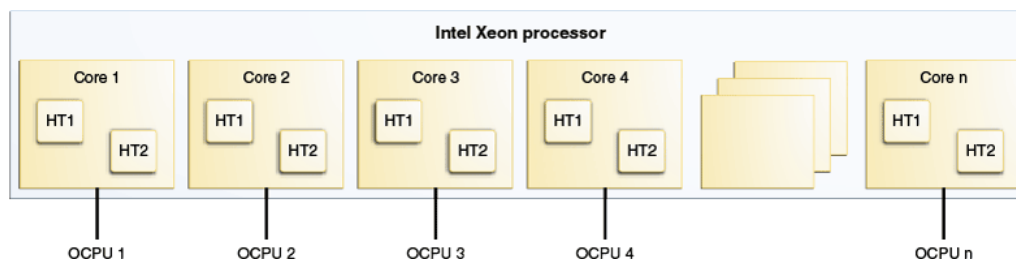 Intel Xeon processor
Core 1
Core 2
Core 3
Core 4
Core n
HT1
HT1
HT1
HT1
HT1
HT2
HT2
HT2
HT2
HT2
OCPU 1
OCPU 2
OCPU 3
OCPU 4
OCPU n